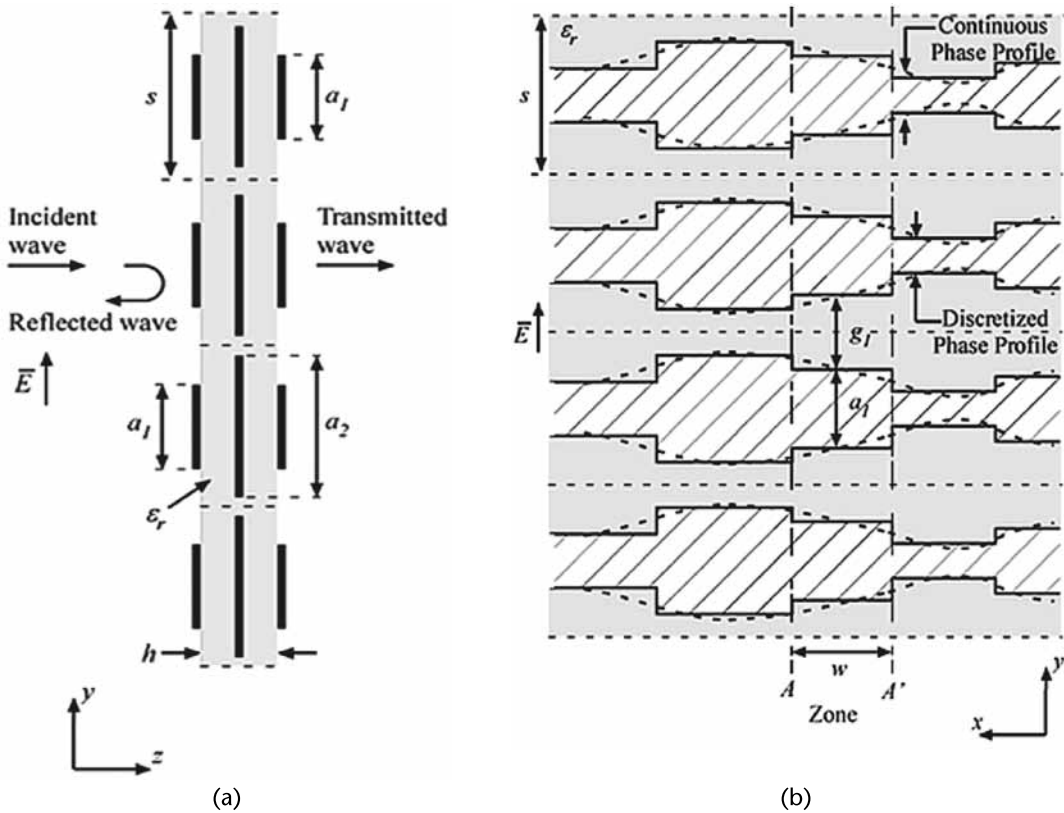 s
a₁
Incident
wave
Transmitted
wave
Reflected wave
E̅
a₁
a₂
εᵣ
h
y
z
(a)
εᵣ
Continuous
Phase Profile
s
E̅
g₁
Discretized
Phase Profile
a₁
w
A
A'
Zone
y
x
(b)